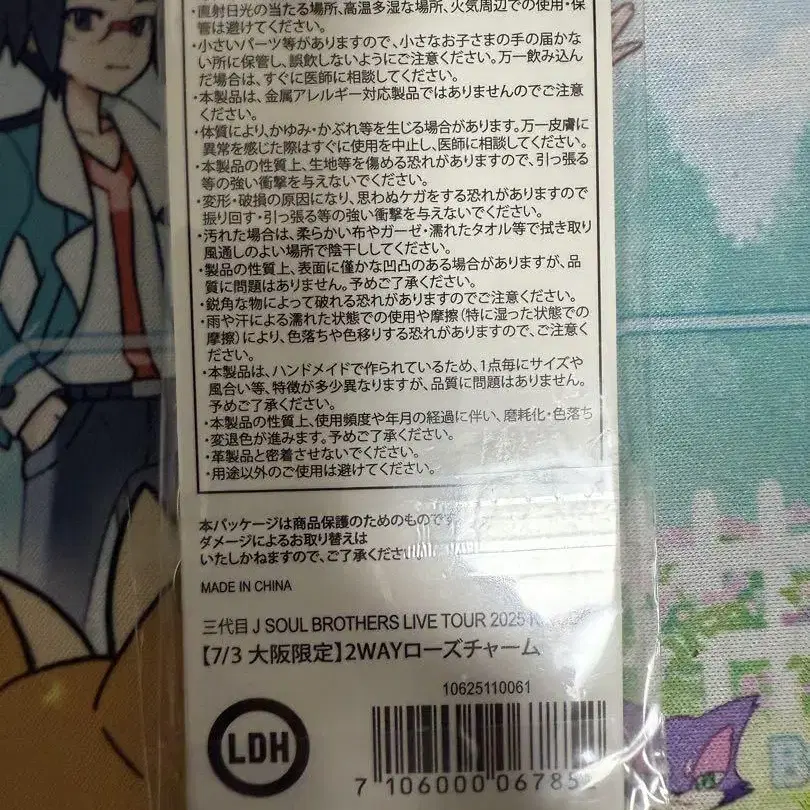 ・直射日光の当たる場所、高温多湿な場所、火気周辺での使用・保
管は避けてください。
・小さいパーツ等がありますので、小さなお子さまの手の届かな
い所に保管し、誤飲しないようにご注意ください。万一飲み込ん
だ場合は、すぐに医師に相談してください。
・本製品は、金属アレルギー対応製品ではありませんのでご注意
ください。
・体質により、かゆみ・かぶれ等を生じる場合があります。万一皮膚に
異常を感じた際はすぐに使用を中止し、医師に相談してください。
・本製品の性質上、生地等を傷める恐れがありますので、引っ張る
等の強い衝撃を与えないでください。
・変形・破損の原因になり、思わぬケガをする恐れがありますので
振り回す・引っ張る等の強い衝撃を与えないでください。
・汚れた場合は、柔らかい布やガーゼ・濡れたタオル等で拭き取り
風通しのよい場所で陰干ししてください。
・製品の性質上、表面に僅かな凹凸のある場合がありますが、品
質に問題はありません。予めご了承ください。
・鋭角な物によって破れる恐れがありますのでご注意ください。
・雨や汗による濡れた状態での使用や摩擦(特に湿った状態での
摩擦)により、色落ちや色移りする恐れがありますので、ご注意く
ださい。
・本製品は、ハンドメイドで作られているため、1点毎にサイズや
風合い等、特徴が多少異なりますが、品質に問題はありません。
予めご了承ください。
・本製品の性質上、使用頻度や年月の経過に伴い、磨耗化・色落ち
・変退色が進みます。予めご了承ください。
・革製品と密着させないでください。
・用途以外のご使用は避けてください。
本パッケージは商品保護のためのものです
ダメージによるお取り替えは
いたしかねますので、ご了承ください
MADE IN CHINA
三代目 J SOUL BROTHERS LIVE TOUR 2025
【7/3 大阪限定】2WAYローズチャーム
10625110061
LDH
7 106000 06785